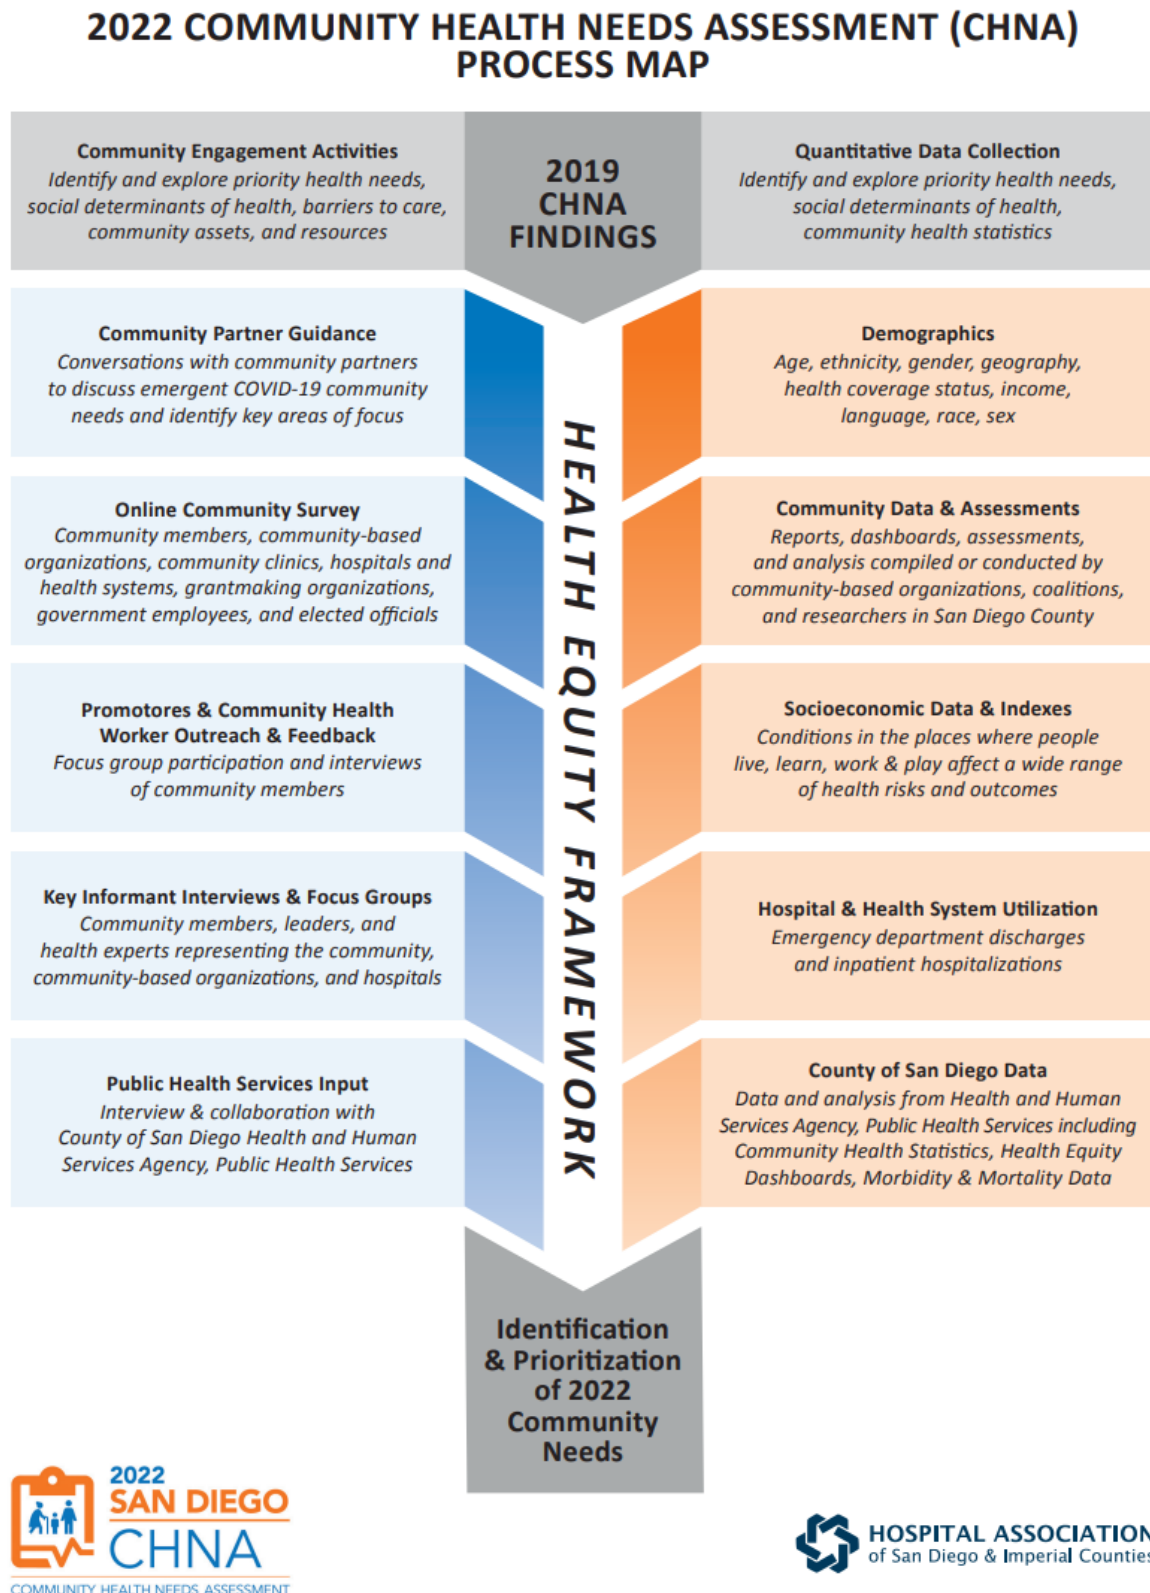 2022 COMMUNITY HEALTH NEEDS ASSESSMENT (CHNA)
PROCESS MAP
Community Engagement Activities
Identify and explore priority health needs,
social determinants of health, barriers to care,
community assets, and resources
2019
CHNA
FINDINGS
Quantitative Data Collection
Identify and explore priority health needs,
social determinants of health,
community health statistics
Community Partner Guidance
Conversations with community partners
to discuss emergent COVID-19 community
needs and identify key areas of focus
Demographics
Age, ethnicity, gender, geography,
health coverage status, income,
language, race, sex
HEALTH EQUITY FRAMEWORK
Online Community Survey
Community members, community-based
organizations, community clinics, hospitals and
health systems, grantmaking organizations,
government employees, and elected officials
Community Data & Assessments
Reports, dashboards, assessments,
and analysis compiled or conducted by
community-based organizations, coalitions,
and researchers in San Diego County
Promotores & Community Health
Worker Outreach & Feedback
Focus group participation and interviews
of community members
Socioeconomic Data & Indexes
Conditions in the places where people
live, learn, work & play affect a wide range
of health risks and outcomes
Key Informant Interviews & Focus Groups
Community members, leaders, and
health experts representing the community,
community-based organizations, and hospitals
Hospital & Health System Utilization
Emergency department discharges
and inpatient hospitalizations
Public Health Services Input
Interview & collaboration with
County of San Diego Health and Human
Services Agency, Public Health Services
County of San Diego Data
Data and analysis from Health and Human
Services Agency, Public Health Services including
Community Health Statistics, Health Equity
Dashboards, Morbidity & Mortality Data
Identification
& Prioritization
of 2022
Community
Needs
2022
SAN DIEGO
CHNA
COMMUNITY HEALTH NEEDS ASSESSMENT
HOSPITAL ASSOCIATION
of San Diego & Imperial Counties